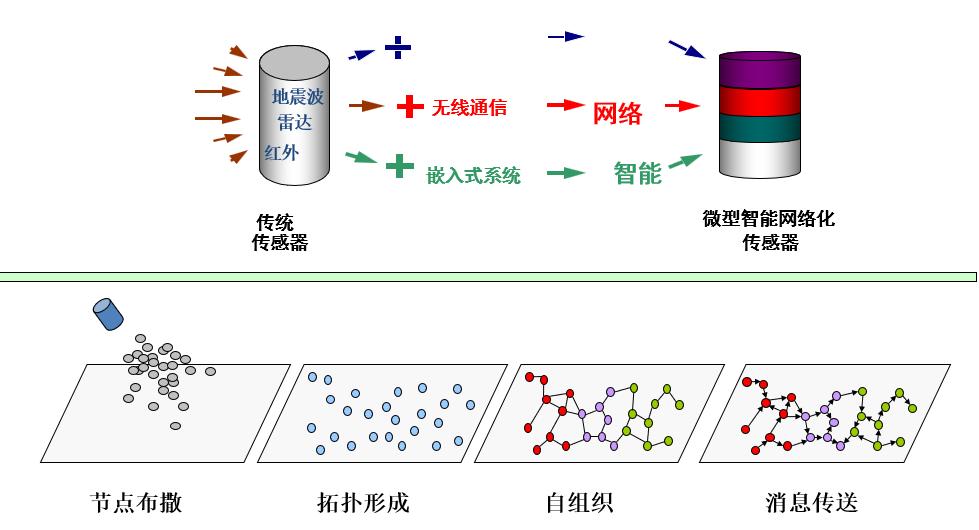 地震波
雷达
红外
÷
+ 无线通信
网络
+ 嵌入式系统
智能
传统
传感器
微型智能网络化
传感器
节点布撒
拓扑形成
自组织
消息传送